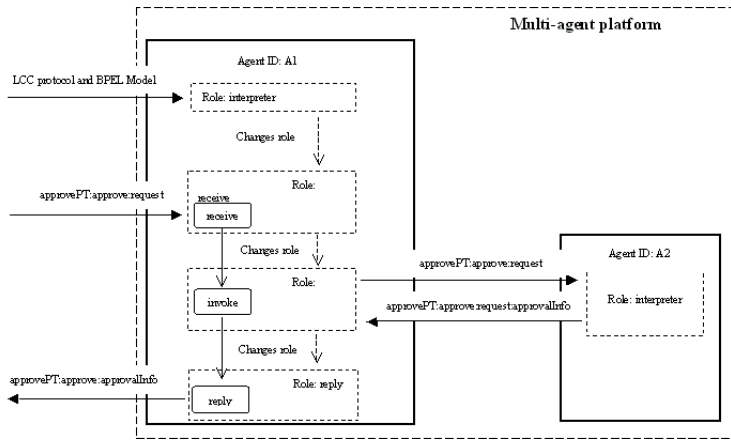 Multi-agent platform
Agent ID: A1
LCC protocol and BPEL Model
Role: interpreter
Changes role
Role:
receive
approvePT:approve:request
receive
Changes role
approvePT:approve:request
Agent ID: A2
Role:
invoke
Role: interpreter
approvePT:approve:request:approvalInfo
Changes role
approvePT:approve:approvalInfo
Role: reply
reply